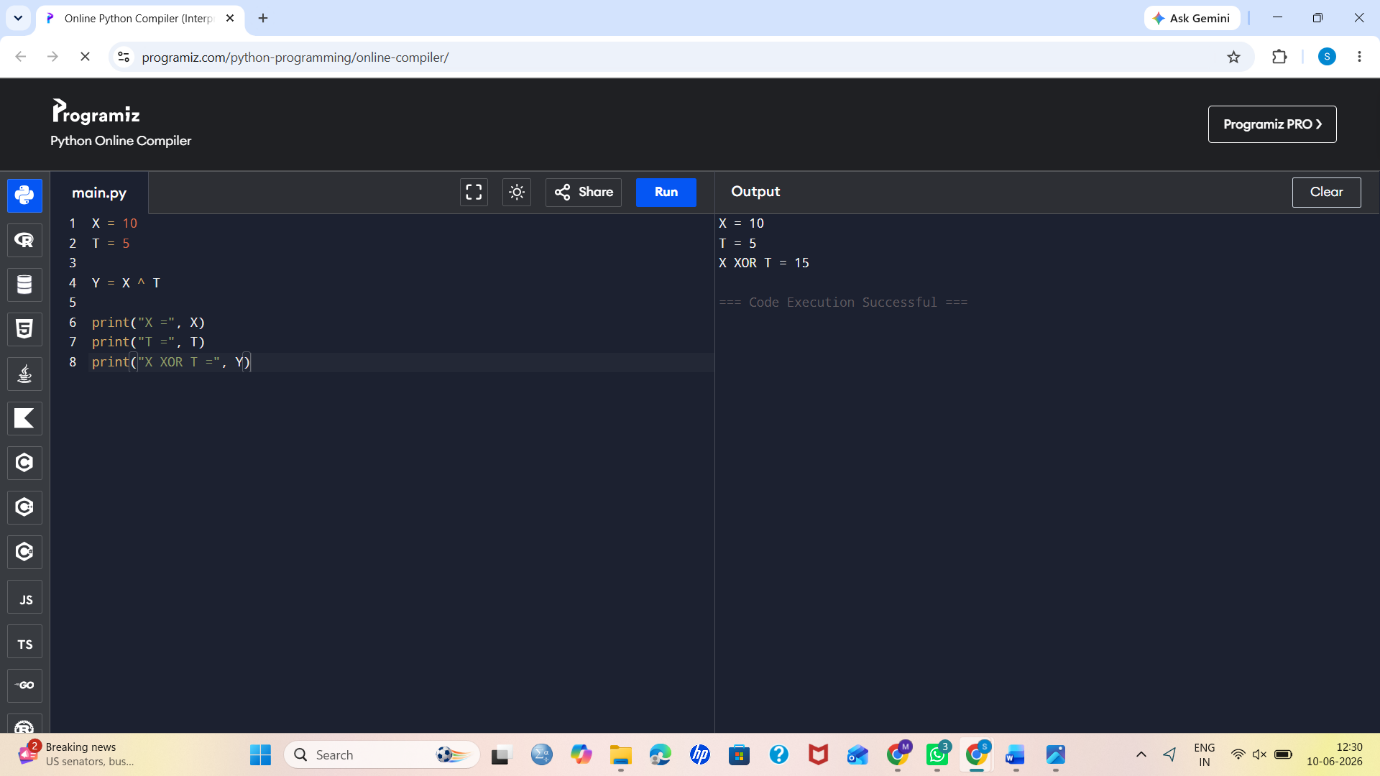 Online Python Compiler (Interp
Ask Gemini
programiz.com/python-programming/online-compiler/
S
Programiz
Python Online Compiler
Programiz PRO
main.py
Share
Run
Output
Clear
1 X = 10
2 T = 5
3
4 Y = X ^ T
5
6 print("X =", X)
7 print("T =", T)
8 print("X XOR T =", Y)
X = 10
T = 5
X XOR T = 15
=== Code Execution Successful ===
JS
TS
GO
2
Breaking news
US senators, bus...
Search
hp
M
3
S
ENG
IN
12:30
10-06-2026